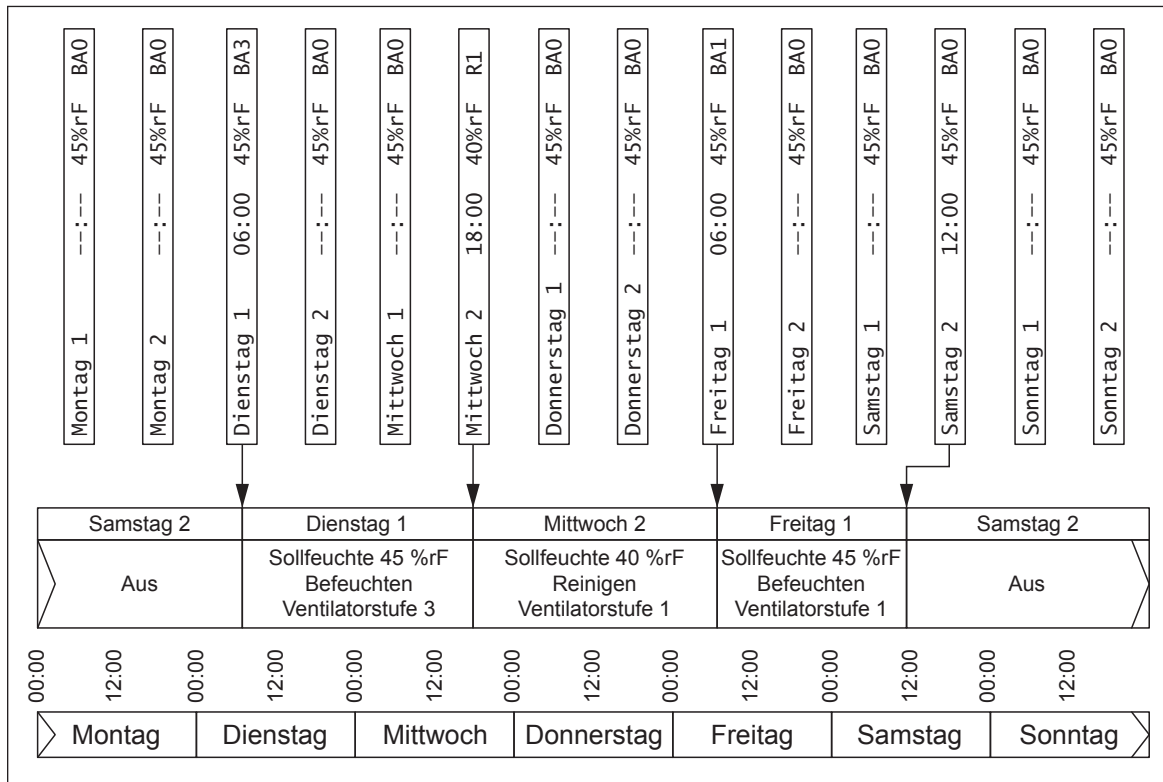 Montag 1 --:-- 45%rF BA0
Montag 2 --:-- 45%rF BA0
Dienstag 1 06:00 45%rF BA3
Dienstag 2 --:-- 45%rF BA0
Mittwoch 1 --:-- 45%rF BA0
Mittwoch 2 18:00 40%rF R1
Donnerstag 1 --:-- 45%rF BA0
Donnerstag 2 --:-- 45%rF BA0
Freitag 1 06:00 45%rF BA1
Freitag 2 --:-- 45%rF BA0
Samstag 1 --:-- 45%rF BA0
Samstag 2 12:00 45%rF BA0
Sonntag 1 --:-- 45%rF BA0
Sonntag 2 --:-- 45%rF BA0
Samstag 2 Dienstag 1 Mittwoch 2 Freitag 1 Samstag 2
Aus
Sollfeuchte 45 %rF
Befeuchten
Ventilatorstufe 3
Sollfeuchte 40 %rF
Reinigen
Ventilatorstufe 1
Sollfeuchte 45 %rF
Befeuchten
Ventilatorstufe 1
Aus
00:00 12:00 00:00 12:00 00:00 12:00 00:00 12:00 00:00 12:00 00:00 12:00 00:00 12:00
Montag Dienstag Mittwoch Donnerstag Freitag Samstag Sonntag